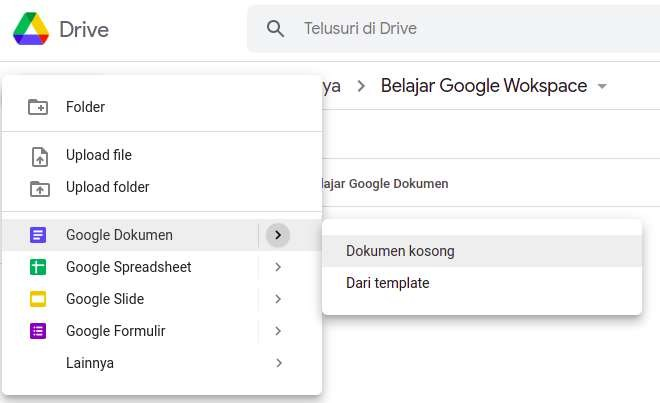 Drive
Telusuri di Drive
ya > Belajar Google Wokspace
Folder
Upload file
Upload folder
lajar Google Dokumen
Google Dokumen
Dokumen kosong
Google Spreadsheet
Dari template
Google Slide
Google Formulir
Lainnya